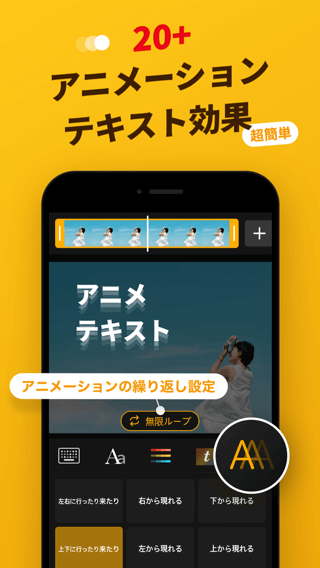 20+
アニメーション
テキスト効果
超簡単
アニメ
テキスト
アニメーションの繰り返し設定
無限ループ
Aa
t
AAA
左右に行ったり来たり
右から現れる
下から現れる
上下に行ったり来たり
左から現れる
上から現れる